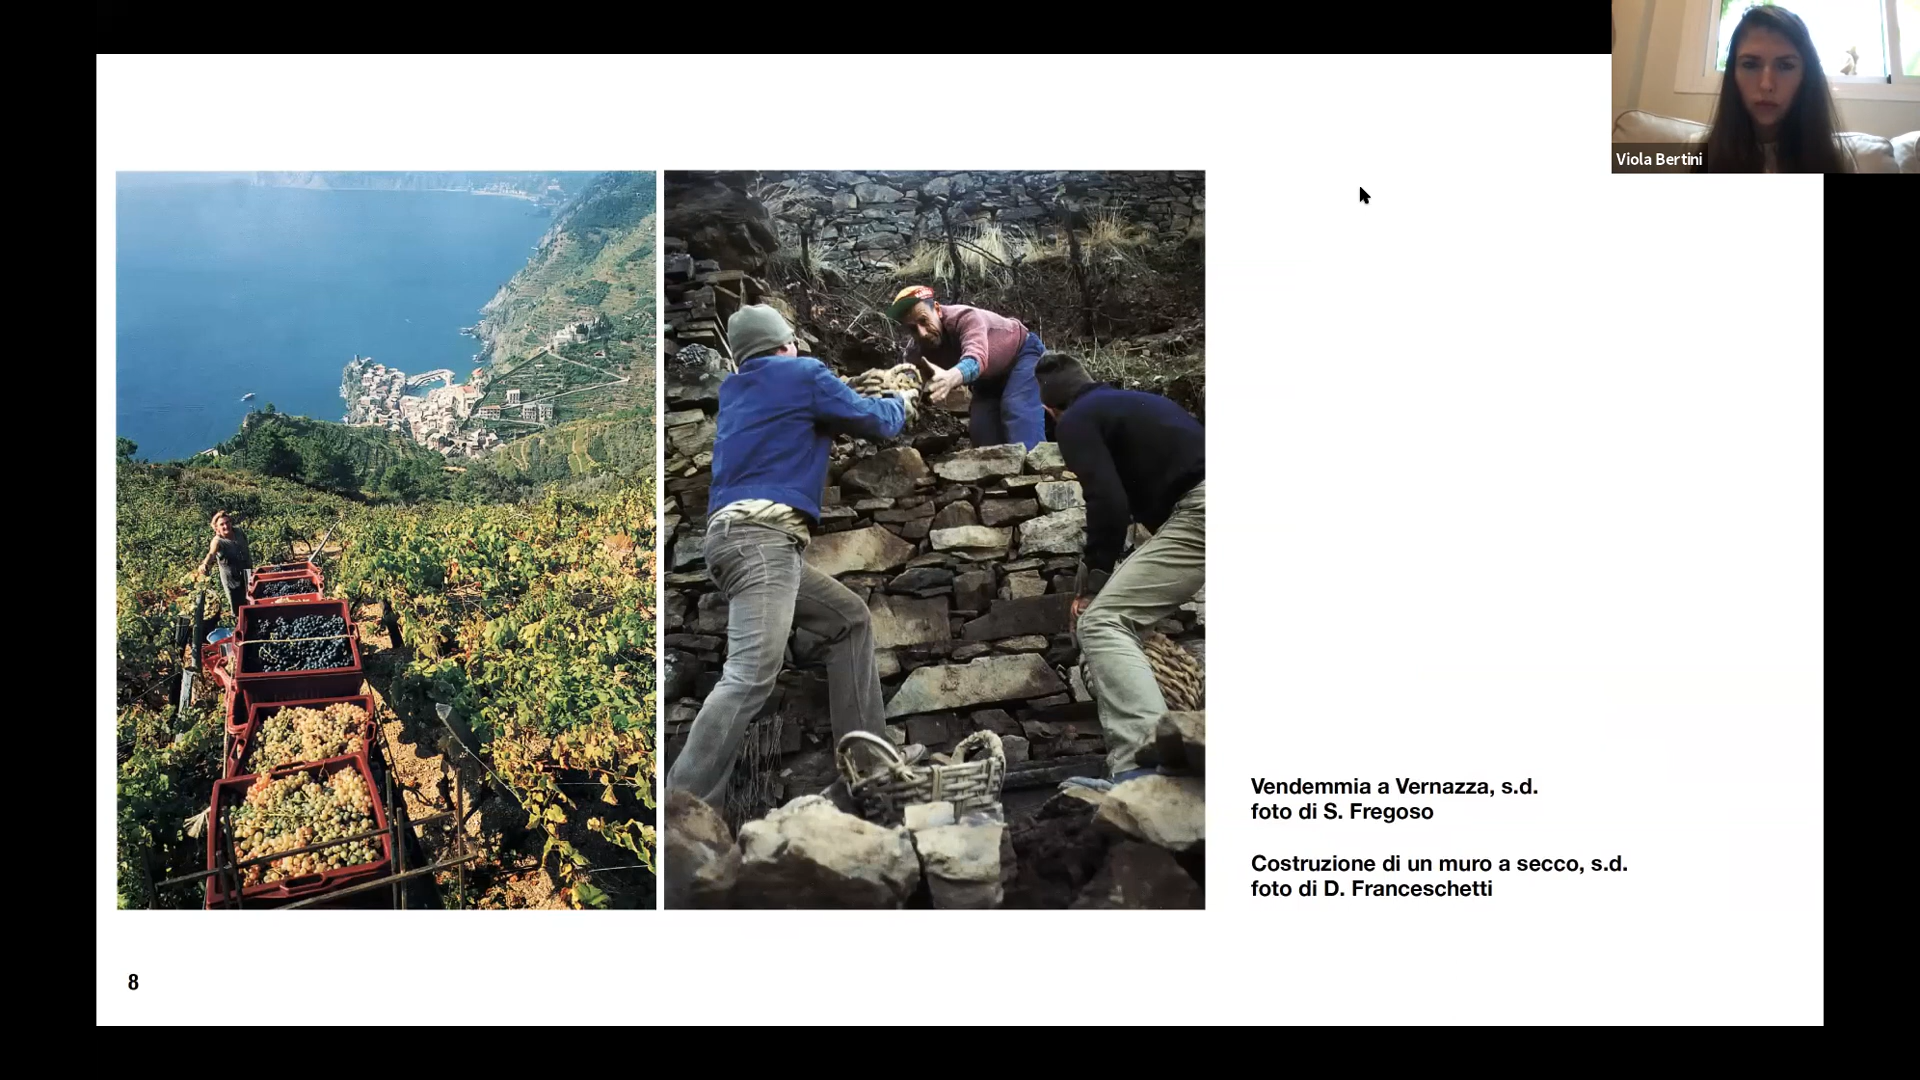 Viola Bertini
Vendemmia a Vernazza, s.d.
foto di S. Fregoso
Costruzione di un muro a secco, s.d.
foto di D. Franceschetti
8